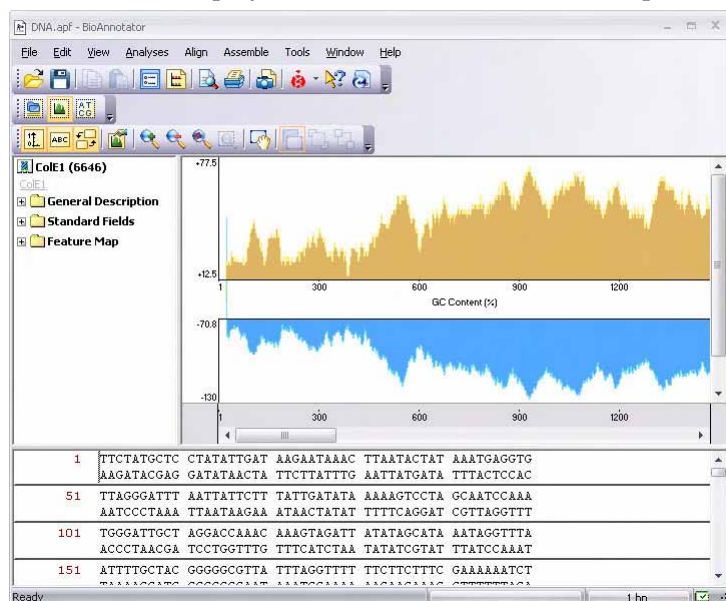 DNA.apf - BioAnnotator
File Edit View Analyses Align Assemble Tools Window Help
ABC
AT
CG
ColE1 (6646)
ColE1
General Description
Standard Fields
Feature Map
+77.5
+12.5
1 300 600 900 1200
GC Content (%)
-70.8
-130
1 300 600 900 1200
1 TTCTATGCTC CTATATTGAT AAGAATAAAC TTAATACTAT AAATGAGGTG
AAGATACGAG GATATAACTA TTCTTATTTG AATTATGATA TTTACTCCAC
51 TTAGGGATTT AATTATTCTT TATTGATATA AAAAGTCCTA GCAATCCAAA
AATCCCTAAA TTAATAAGAA ATAACTATAT TTTTCAGGAT CGTTAGGTTT
101 TGGGATTGCT AGGACCAAAC AAAGTAGATT ATATAGCATA AATAGGTTTA
ACCCTAACGA TCCTGGTTTG TTTCATCTAA TATATCGTAT TTATCCAAAT
151 ATTTTGCTAC GGGGGCGTTA TTTAGGTTTT TTCTTCTTTC GAAAAAATCT
Ready 1 bp